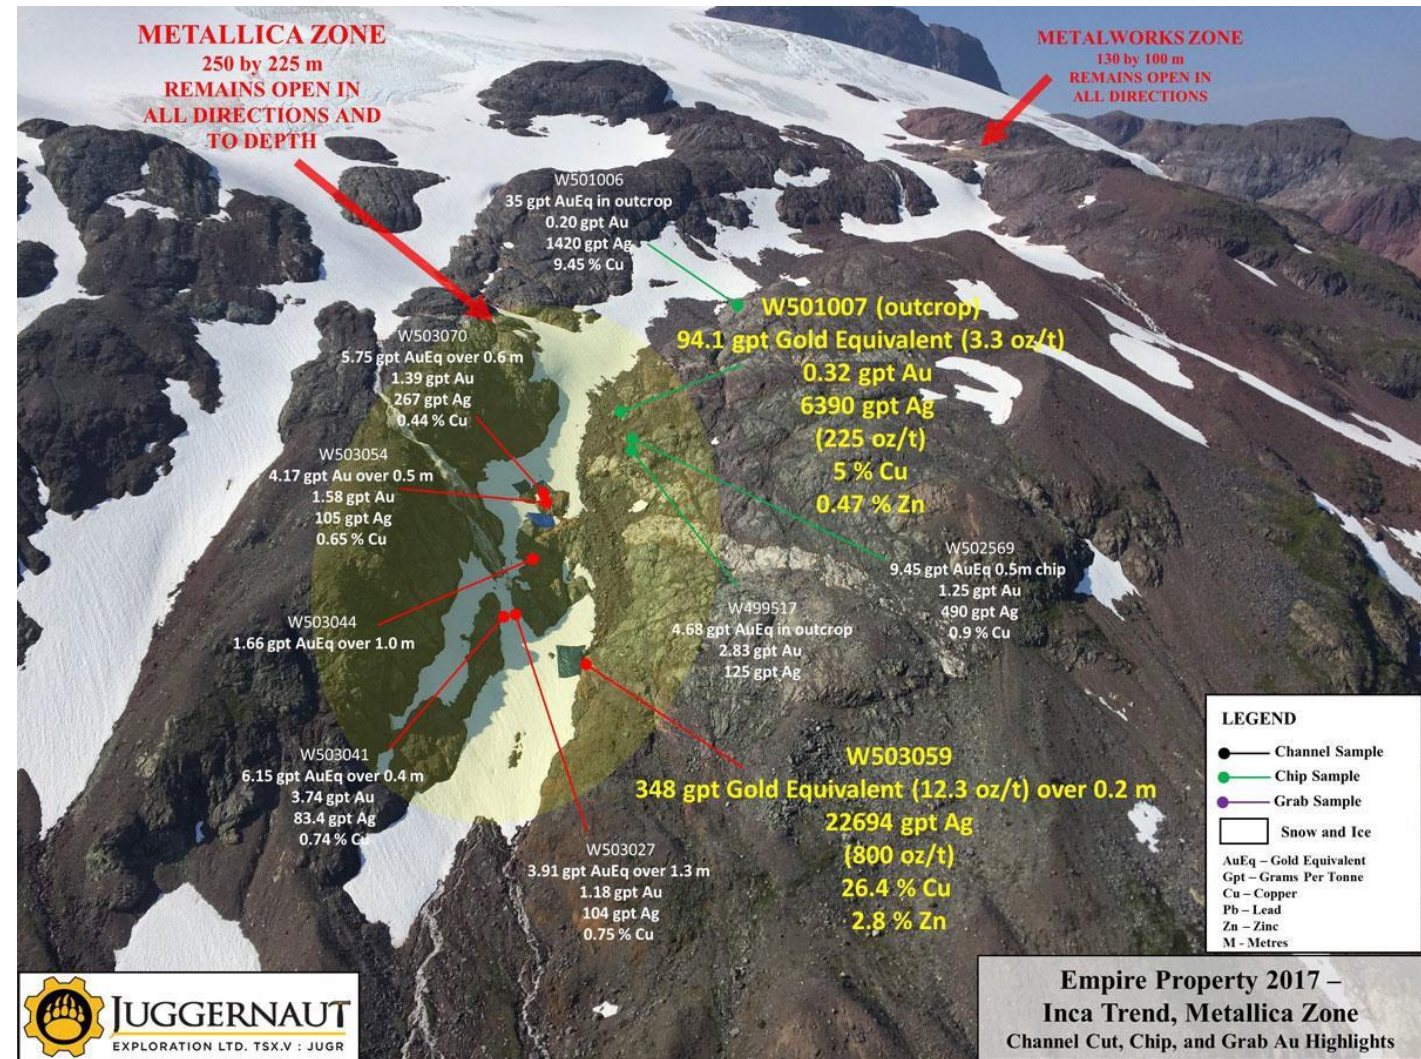 METALLICA ZONE
250 by 225 m
REMAINS OPEN IN
ALL DIRECTIONS AND
TO DEPTH
METALWORKS ZONE
130 by 100 m
REMAINS OPEN IN
ALL DIRECTIONS
W501006
35 gpt AuEq in outcrop
0.20 gpt Au
1420 gpt Ag
9.45 % Cu
W501007 (outcrop)
94.1 gpt Gold Equivalent (3.3 oz/t)
0.32 gpt Au
6390 gpt Ag
(225 oz/t)
5 % Cu
0.47 % Zn
W503070
5.75 gpt AuEq over 0.6 m
1.39 gpt Au
267 gpt Ag
0.44 % Cu
W503054
4.17 gpt Au over 0.5 m
1.58 gpt Au
105 gpt Ag
0.65 % Cu
W502569
9.45 gpt AuEq 0.5m chip
1.25 gpt Au
490 gpt Ag
0.9 % Cu
W499517
4.68 gpt AuEq in outcrop
2.83 gpt Au
125 gpt Ag
W503044
1.66 gpt AuEq over 1.0 m
W503041
6.15 gpt AuEq over 0.4 m
3.74 gpt Au
83.4 gpt Ag
0.74 % Cu
W503059
348 gpt Gold Equivalent (12.3 oz/t) over 0.2 m
22694 gpt Ag
(800 oz/t)
26.4 % Cu
2.8 % Zn
W503027
3.91 gpt AuEq over 1.3 m
1.18 gpt Au
104 gpt Ag
0.75 % Cu
LEGEND
Channel Sample
Chip Sample
Grab Sample
Snow and Ice
AuEq – Gold Equivalent
Gpt – Grams Per Tonne
Cu – Copper
Pb – Lead
Zn – Zinc
M - Metres
JUGGERNAUT
EXPLORATION LTD. TSX.V : JUGR
Empire Property 2017 –
Inca Trend, Metallica Zone
Channel Cut, Chip, and Grab Au Highlights